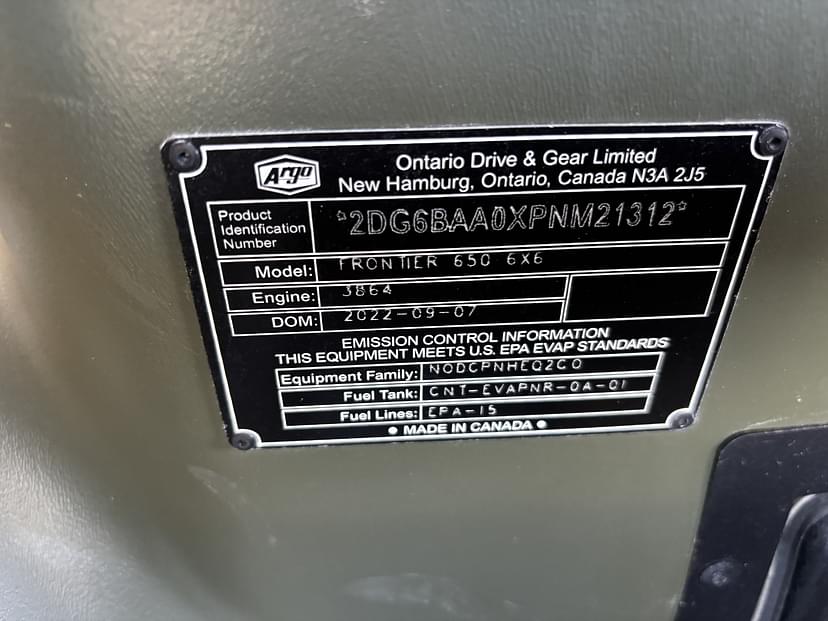 Argo
Ontario Drive & Gear Limited
New Hamburg, Ontario, Canada N3A 2J5
Product Identification Number *2DG6BAA0XPNM21312*
Model: FRONTIER 650 6X6
Engine: 3864
DOM: 2022-09-07
EMISSION CONTROL INFORMATION
THIS EQUIPMENT MEETS U.S. EPA EVAP STANDARDS
Equipment Family: NODCPNHEQ2C0
Fuel Tank: CNT-EVAPNR-0A-01
Fuel Lines: EPA-15
• MADE IN CANADA •